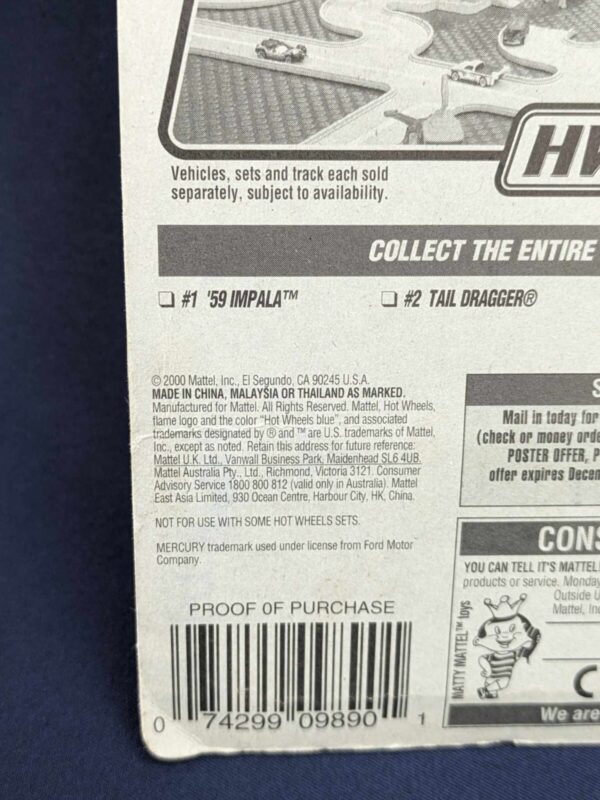 Vehicles, sets and track each sold
separately, subject to availability.
HW
COLLECT THE ENTIRE
❑ #1 '59 IMPALA™
❑ #2 TAIL DRAGGER®
© 2000 Mattel, Inc., El Segundo, CA 90245 U.S.A.
MADE IN CHINA, MALAYSIA OR THAILAND AS MARKED.
Manufactured for Mattel. All Rights Reserved. Mattel, Hot Wheels,
flame logo and the color "Hot Wheels blue", and associated
trademarks designated by ® and ™ are U.S. trademarks of Mattel,
Inc., except as noted. Retain this address for future reference:
Mattel U.K. Ltd., Vanwall Business Park, Maidenhead SL6 4UB.
Mattel Australia Pty., Ltd., Richmond, Victoria 3121. Consumer
Advisory Service 1800 800 812 (valid only in Australia). Mattel
East Asia Limited, 930 Ocean Centre, Harbour City, HK, China.
NOT FOR USE WITH SOME HOT WHEELS SETS.
MERCURY trademark used under license from Ford Motor
Company.
PROOF OF PURCHASE
0 74299 09890 1
S
Mail in today for
(check or money orde
POSTER OFFER, P
offer expires Decem
CONS
YOU CAN TELL IT'S MATTEL
products or service. Monday
Outside U
Mattel, Inc
MATTY MATTEL™ toys
C
We are